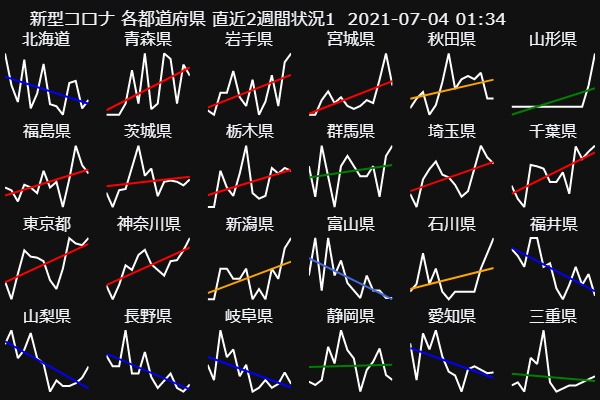 新型コロナ 各都道府県 直近2週間状況1 2021-07-04 01:34
北海道 青森県 岩手県 宮城県 秋田県 山形県
福島県 茨城県 栃木県 群馬県 埼玉県 千葉県
東京都 神奈川県 新潟県 富山県 石川県 福井県
山梨県 長野県 岐阜県 静岡県 愛知県 三重県